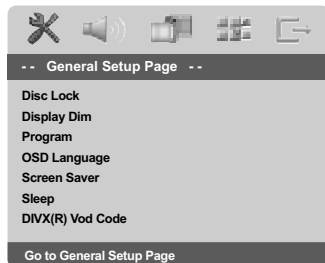 - -  General Setup Page  - -
Disc Lock
Display Dim
Program
OSD Language
Screen Saver
Sleep
DIVX(R) Vod Code
Go to General Setup Page